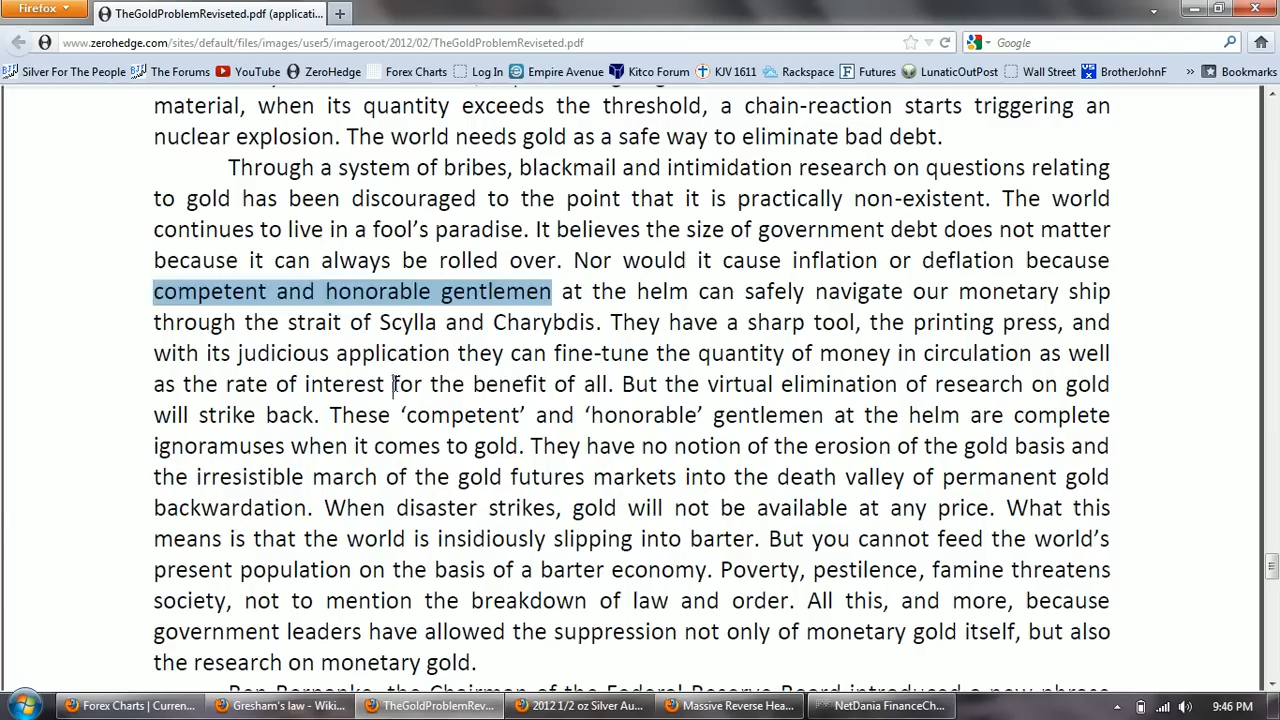 Firefox
TheGoldProblemReviseted.pdf (applicati...
www.zerohedge.com/sites/default/files/images/user5/imageroot/2012/02/TheGoldProblemReviseted.pdf
Google
Silver For The People
The Forums
YouTube
ZeroHedge
Forex Charts
Log In
Empire Avenue
Kitco Forum
KJV 1611
Rackspace
Futures
LunaticOutPost
Wall Street
BrotherJohnF
»
Bookmarks
material, when its quantity exceeds the threshold, a chain-reaction starts triggering an
nuclear explosion. The world needs gold as a safe way to eliminate bad debt.
Through a system of bribes, blackmail and intimidation research on questions relating
to gold has been discouraged to the point that it is practically non-existent. The world
continues to live in a fool’s paradise. It believes the size of government debt does not matter
because it can always be rolled over. Nor would it cause inflation or deflation because
competent and honorable gentlemen at the helm can safely navigate our monetary ship
through the strait of Scylla and Charybdis. They have a sharp tool, the printing press, and
with its judicious application they can fine-tune the quantity of money in circulation as well
as the rate of interest for the benefit of all. But the virtual elimination of research on gold
will strike back. These ‘competent’ and ‘honorable’ gentlemen at the helm are complete
ignoramuses when it comes to gold. They have no notion of the erosion of the gold basis and
the irresistible march of the gold futures markets into the death valley of permanent gold
backwardation. When disaster strikes, gold will not be available at any price. What this
means is that the world is insidiously slipping into barter. But you cannot feed the world’s
present population on the basis of a barter economy. Poverty, pestilence, famine threatens
society, not to mention the breakdown of law and order. All this, and more, because
government leaders have allowed the suppression not only of monetary gold itself, but also
the research on monetary gold.
Ben Bernanke, the Chairman of the Federal Reserve Board introduced a new phrase
Forex Charts | Curren...
Gresham's law - Wiki...
TheGoldProblemRev...
2012 1/2 oz Silver Au...
Massive Reverse Hea...
NetDania FinanceCh...
9:46 PM